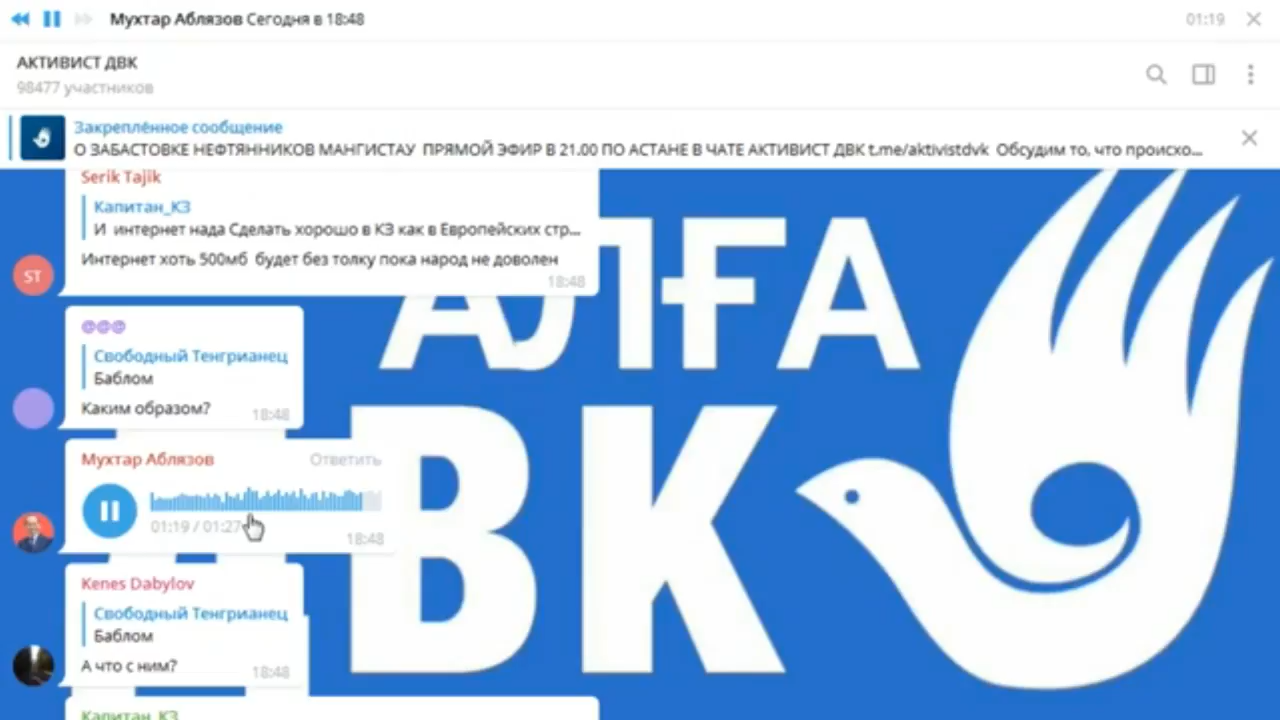 Мухтар Аблязов Сегодня в 18:48
01:19
АКТИВИСТ ДВК
98477 участников
Закреплённое сообщение
О ЗАБАСТОВКЕ НЕФТЯННИКОВ МАНГИСТАУ ПРЯМОЙ ЭФИР В 21.00 ПО АСТАНЕ В ЧАТЕ АКТИВИСТ ДВК t.me/aktivistdvk Обсудим то, что происхо...
Serik Tajik
Капитан_КЗ
И интернет нада Сделать хорошо в КЗ как в Европейских стр...
Интернет хоть 500мб будет без толку пока народ не доволен
18:48
ST
АЛҒА
@@@
Свободный Тенгрианец
Баблом
Каким образом?
18:48
ВК
Мухтар Аблязов
Ответить
01:19 / 01:27
18:48
Kenes Dabylov
Свободный Тенгрианец
Баблом
А что с ним?
18:48
Капитан_КЗ